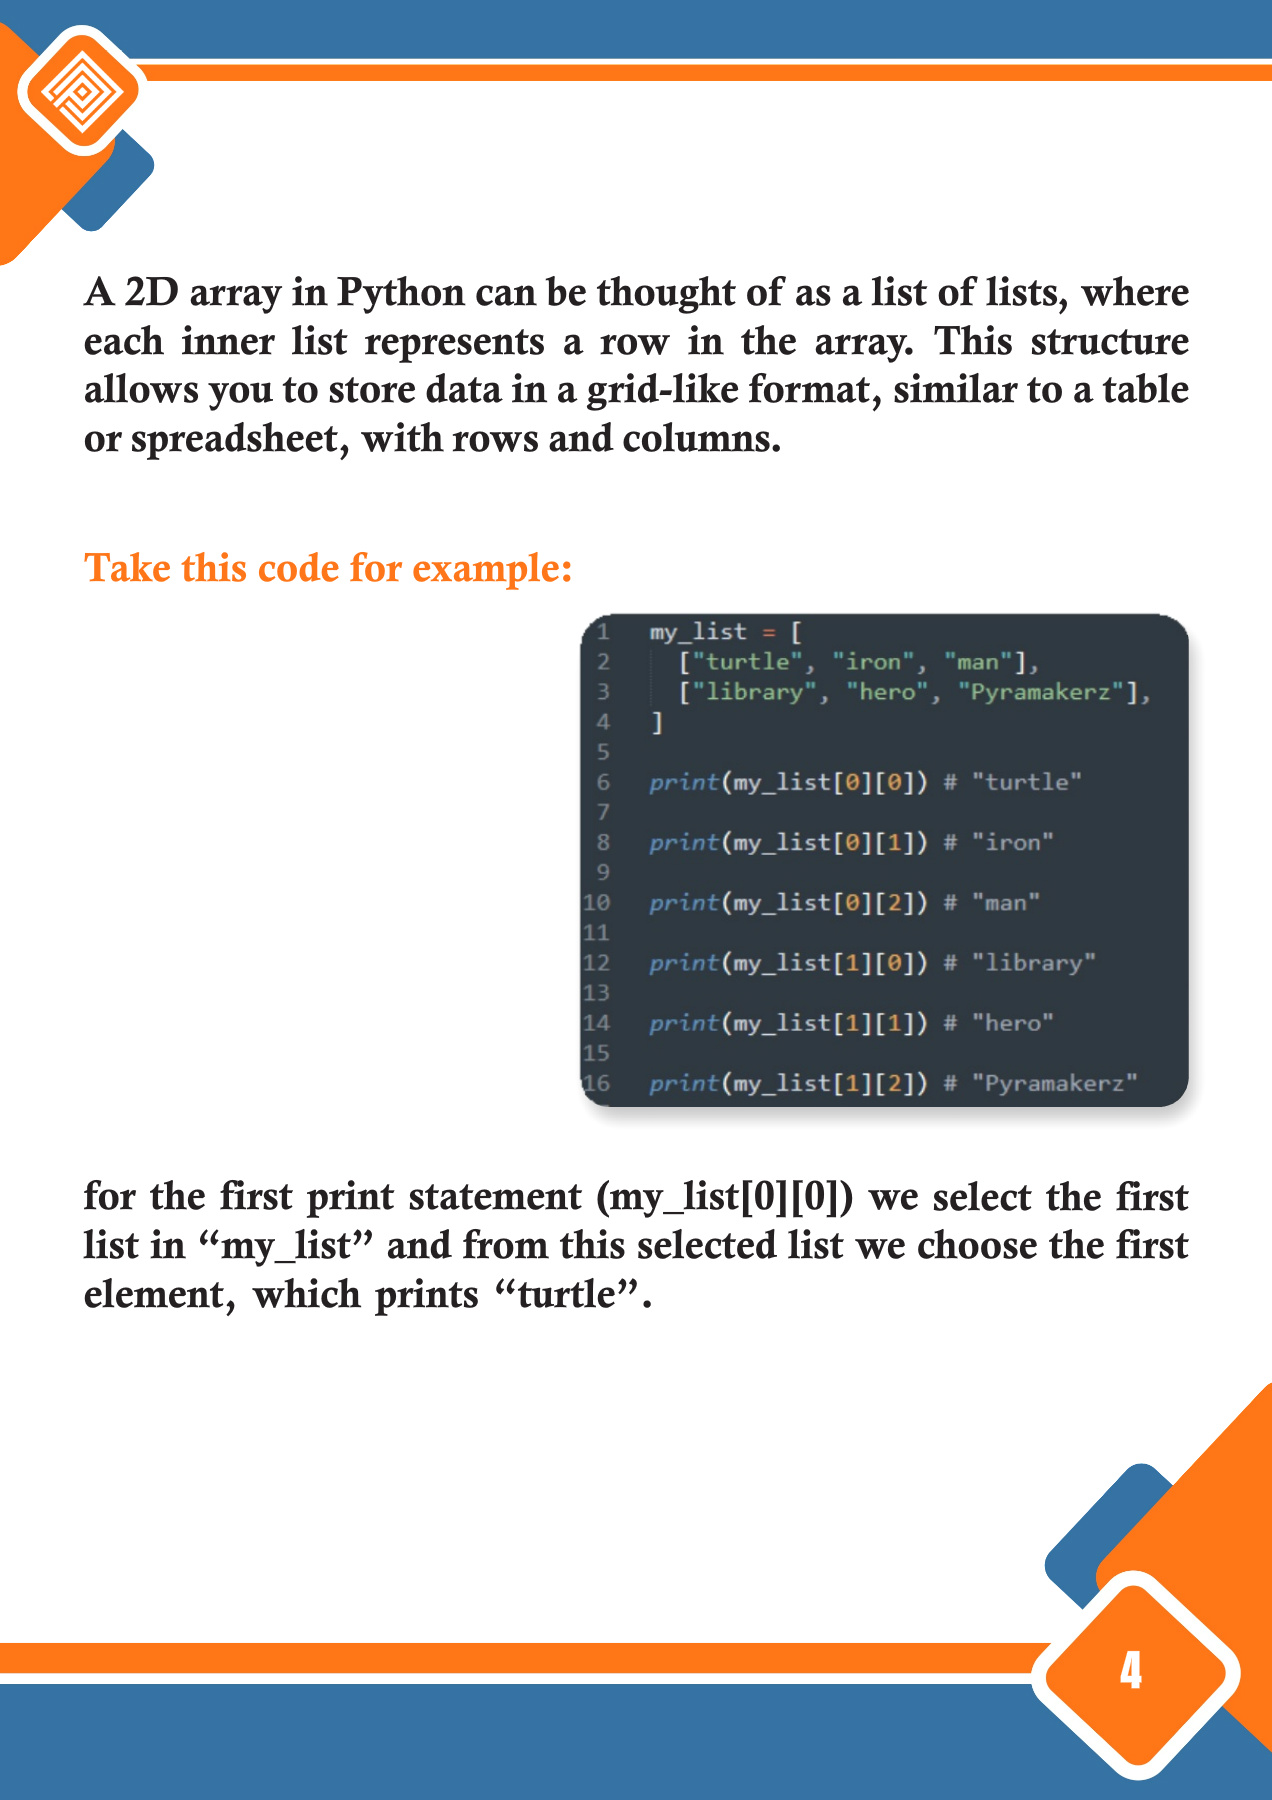 A 2D array in Python can be thought of as a list of lists, where
each inner list represents a row in the array. This structure
allows you to store data in a grid-like format, similar to a table
or spreadsheet, with rows and columns.
Take this code for example:
1 my_list = [
2 ["turtle", "iron", "man"],
3 ["library", "hero", "Pyramakerz"],
4 ]
5
6 print(my_list[0][0]) # "turtle"
7
8 print(my_list[0][1]) # "iron"
9
10 print(my_list[0][2]) # "man"
11
12 print(my_list[1][0]) # "library"
13
14 print(my_list[1][1]) # "hero"
15
16 print(my_list[1][2]) # "Pyramakerz"
for the first print statement (my_list[0][0]) we select the first
list in “my_list” and from this selected list we choose the first
element, which prints “turtle”.
4